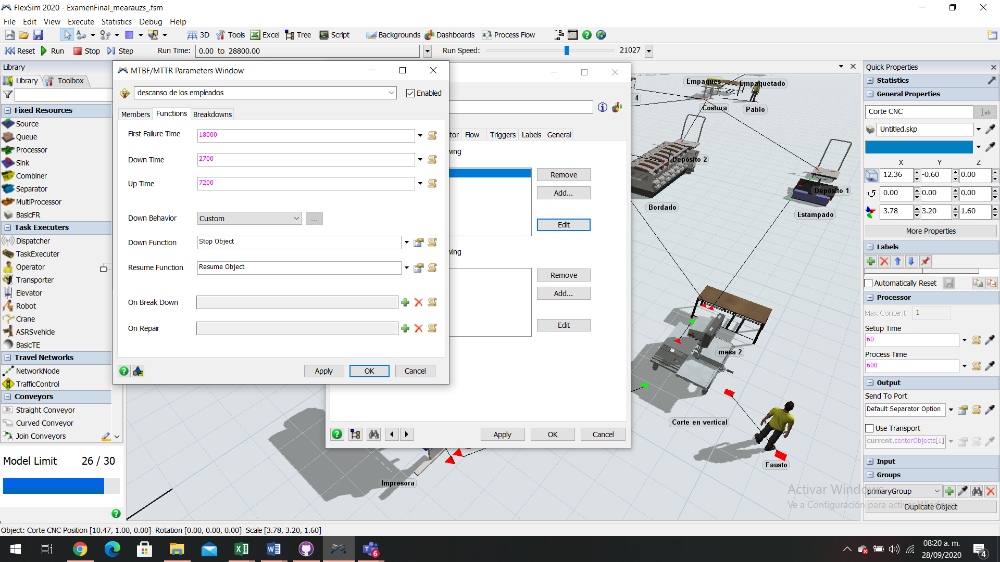 FlexSim 2020 - ExamenFinal_mearauzs_.fsm
File Edit View Execute Statistics Debug Help
3D Tools Excel Tree Script Backgrounds Dashboards Process Flow
Reset Run Stop Step Run Time: 0.00 to 28800.00 Run Speed: 21027
Library
Library Toolbox
Fixed Resources
Source
Queue
Processor
Sink
Combiner
Separator
MultiProcessor
BasicFR
Task Executers
Dispatcher
TaskExecuter
Operator
Transporter
Elevator
Robot
Crane
ASRSvehicle
BasicTE
Travel Networks
NetworkNode
TrafficControl
Conveyors
Straight Conveyor
Curved Conveyor
Join Conveyors
Model Limit 26 / 30
MTBF/MTTR Parameters Window
descanso de los empleados Enabled
Members Functions Breakdowns
First Failure Time 18000
Down Time 2700
Up Time 7200
Down Behavior Custom ...
Down Function Stop Object
Resume Function Resume Object
On Break Down
On Repair
Apply OK Cancel
tor Flow Triggers Labels General
wing
Remove
Add...
Edit
wing
Remove
Add...
Edit
Apply OK Cancel
Empaques Empaquetado
4
Costura Pablo
Depósito 2
Depósito 1
Bordado
Estampado
mesa 2
Corte en vertical
Fausto
Impresora
Activar Windows
Ve a Configuración para activar Windows.
Quick Properties
Statistics
General Properties
Corte CNC
Untitled.skp
X Y Z
12.36 -0.60 0.00
0.00 0.00 0.00
3.78 3.20 1.60
More Properties
Labels
Automatically Reset
Processor
Max Content 1
Setup Time
60
Process Time
600
Output
Send To Port
Default Separator Option
Use Transport
current.centerObjects[1]
Input
Groups
primaryGroup
Duplicate Object
Object: Corte CNC Position [10.47, 1.00, 0.00] Rotation [0.00, 0.00, 0.00] Scale [3.78, 3.20, 1.60]
6
08:20 a. m.
28/09/2020
4